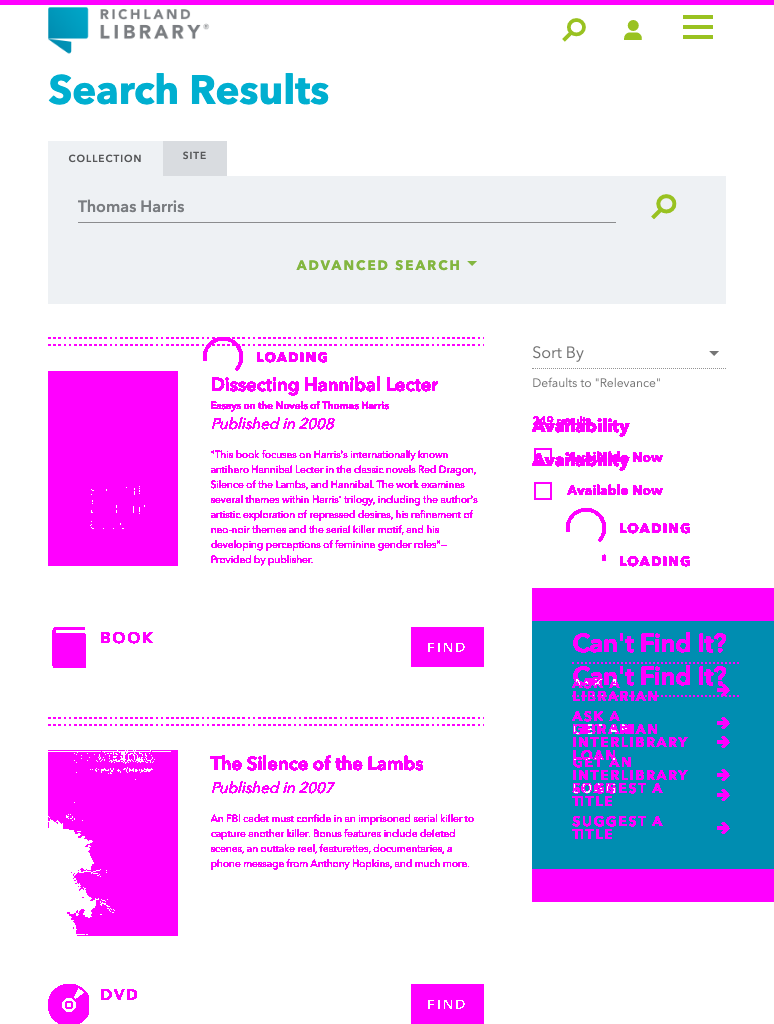 RICHLAND
LIBRARY®
Search Results
COLLECTION
SITE
Thomas Harris
ADVANCED SEARCH
LOADING
Dissecting Hannibal Lecter
Essays on the Novels of Thomas Harris
Published in 2008
"This book focuses on Harris's internationally known
antihero Hannibal Lecter in the classic novels Red Dragon,
Silence of the Lambs, and Hannibal. The work examines
several themes within Harris' trilogy, including the author's
artistic exploration of repressed desires, his refinement of
neo-noir themes and the serial killer motif, and his
developing perceptions of feminine gender roles"--
Provided by publisher.
BOOK
FIND
The Silence of the Lambs
Published in 2007
An FBI cadet must confide in an imprisoned serial killer to
capture another killer. Bonus features include deleted
scenes, an outtake reel, featurettes, documentaries, a
phone message from Anthony Hopkins, and much more.
DVD
FIND
Sort By
Defaults to "Relevance"
Availability
Available Now
Availability
Available Now
LOADING
LOADING
Can't Find It?
Can't Find It?
ASK A
LIBRARIAN
ASK A
LIBRARIAN
INTERLIBRARY
LOAN
GET AN
INTERLIBRARY
LOAN
SUGGEST A
TITLE
SUGGEST A
TITLE